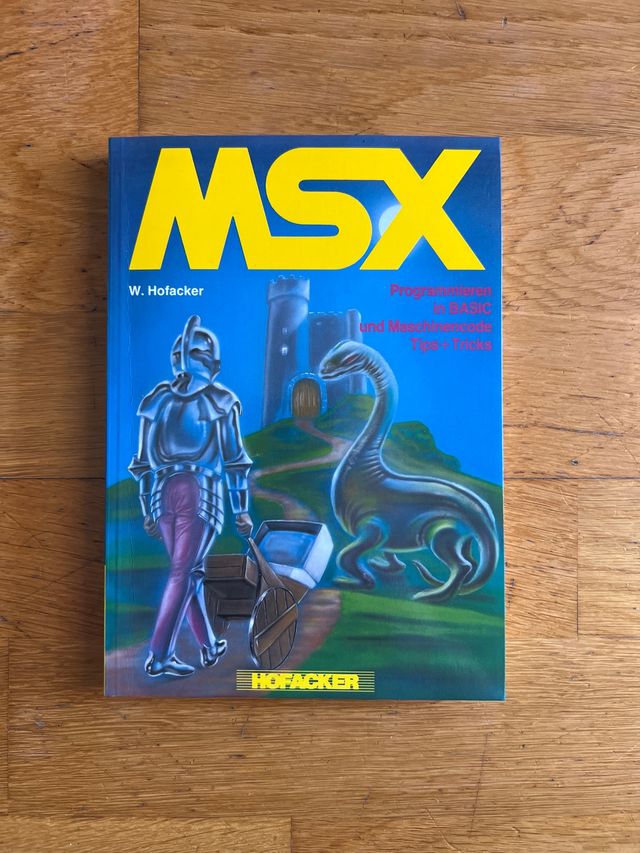 MSX
W. Hofacker
Programmieren
in BASIC
und Maschinencode
Tips + Tricks
HOFACKER